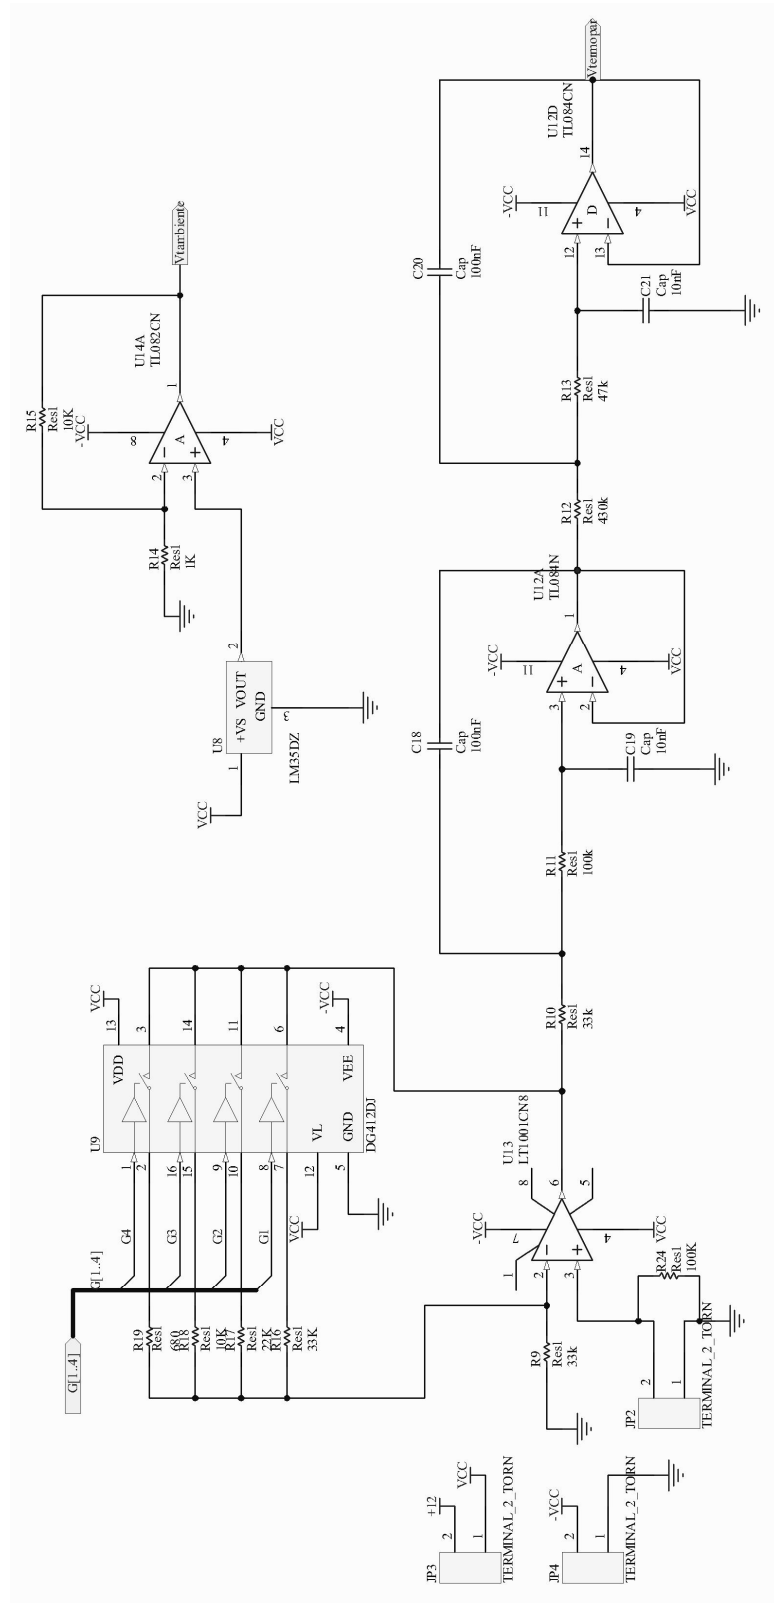 Vtermopar
U12D
TL084CN
14
-VCC
11
D
4
VCC
+
-
12
13
C20
Cap
100nF
C21
Cap
10nF
R13
Res1
47k
R12
Res1
430k
U12A
TL084N
1
-VCC
11
A
4
VCC
+
-
3
2
C18
Cap
100nF
C19
Cap
10nF
R11
Res1
100k
R10
Res1
33k
Vtambiente
U14A
TL082CN
1
R15
Res1
10K
-VCC
8
A
4
VCC
-
+
2
3
R14
Res1
1K
2
U8
+VS VOUT
GND
3
LM35DZ
1
VCC
VCC
13
3
14
11
6
-VCC
4
VDD
VEE
U9
VL
GND
DG412DJ
1
2
16
15
9
10
8
7
12
5
G4
G3
G2
G1
VCC
G[1..4]
G[1..4]
R19
Res1
680
R18
Res1
10K
R17
Res1
22K
R16
Res1
33K
U13
LT1001CN8
8
6
5
-VCC
7
4
VCC
-
+
1
2
3
R24
Res1
100K
R9
Res1
33k
2
1
JP2
TERMINAL_2_TORN
+12
VCC
2
1
JP3
TERMINAL_2_TORN
-VCC
2
1
JP4
TERMINAL_2_TORN